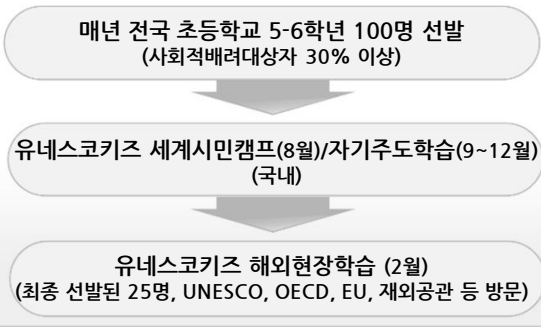 매년 전국 초등학교 5-6학년 100명 선발
(사회적배려대상자 30% 이상)
유네스코키즈 세계시민캠프(8월)/자기주도학습(9~12월)
(국내)
유네스코키즈 해외현장학습 (2월)
(최종 선발된 25명, UNESCO, OECD, EU, 재외공관 등 방문)